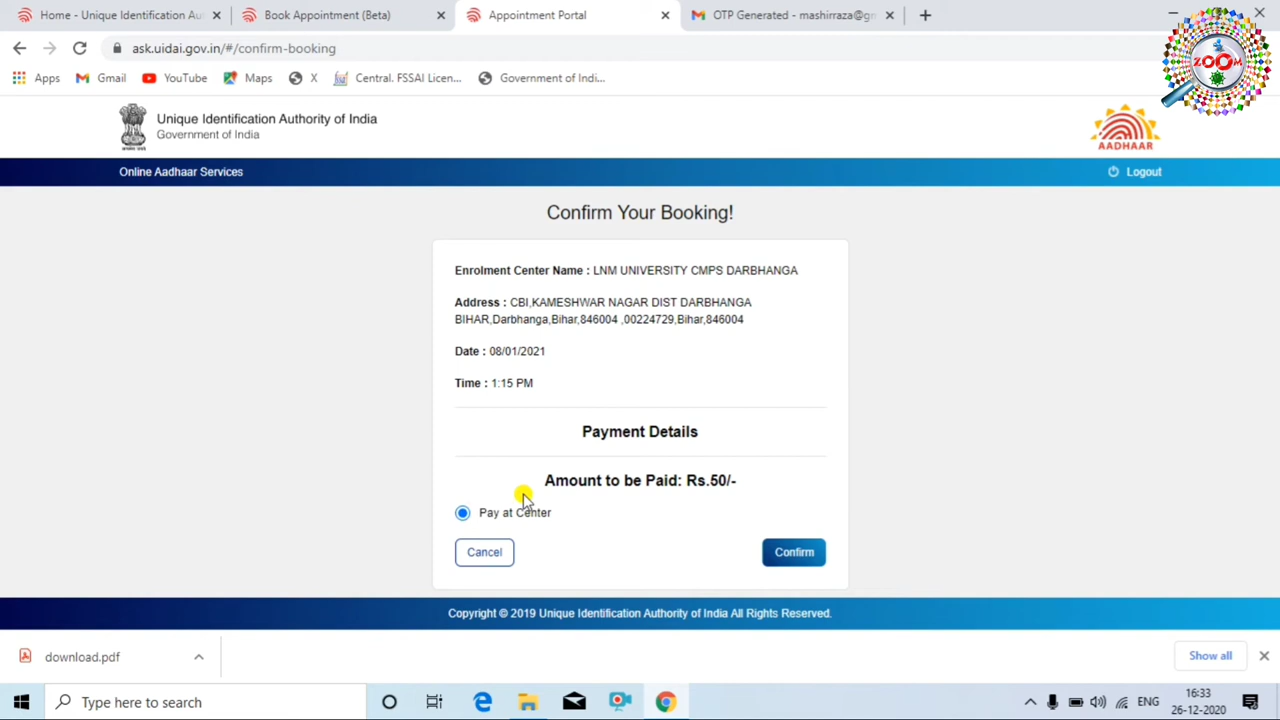 Home - Unique Identification Au
Book Appointment (Beta)
Appointment Portal
OTP Generated - mashirraza@gr
ask.uidai.gov.in/#/confirm-booking
Apps
Gmail
YouTube
Maps
X
Central. FSSAI Licen...
Government of Indi...
ZOOM
Unique Identification Authority of India
Government of India
AADHAAR
Online Aadhaar Services
Logout
Confirm Your Booking!
Enrolment Center Name : LNM UNIVERSITY CMPS DARBHANGA
Address : CBI,KAMESHWAR NAGAR DIST DARBHANGA
BIHAR,Darbhanga,Bihar,846004 ,00224729,Bihar,846004
Date : 08/01/2021
Time : 1:15 PM
Payment Details
Amount to be Paid: Rs.50/-
Pay at Center
Cancel
Confirm
Copyright © 2019 Unique Identification Authority of India All Rights Reserved.
download.pdf
Show all
Type here to search
ENG
16:33
26-12-2020